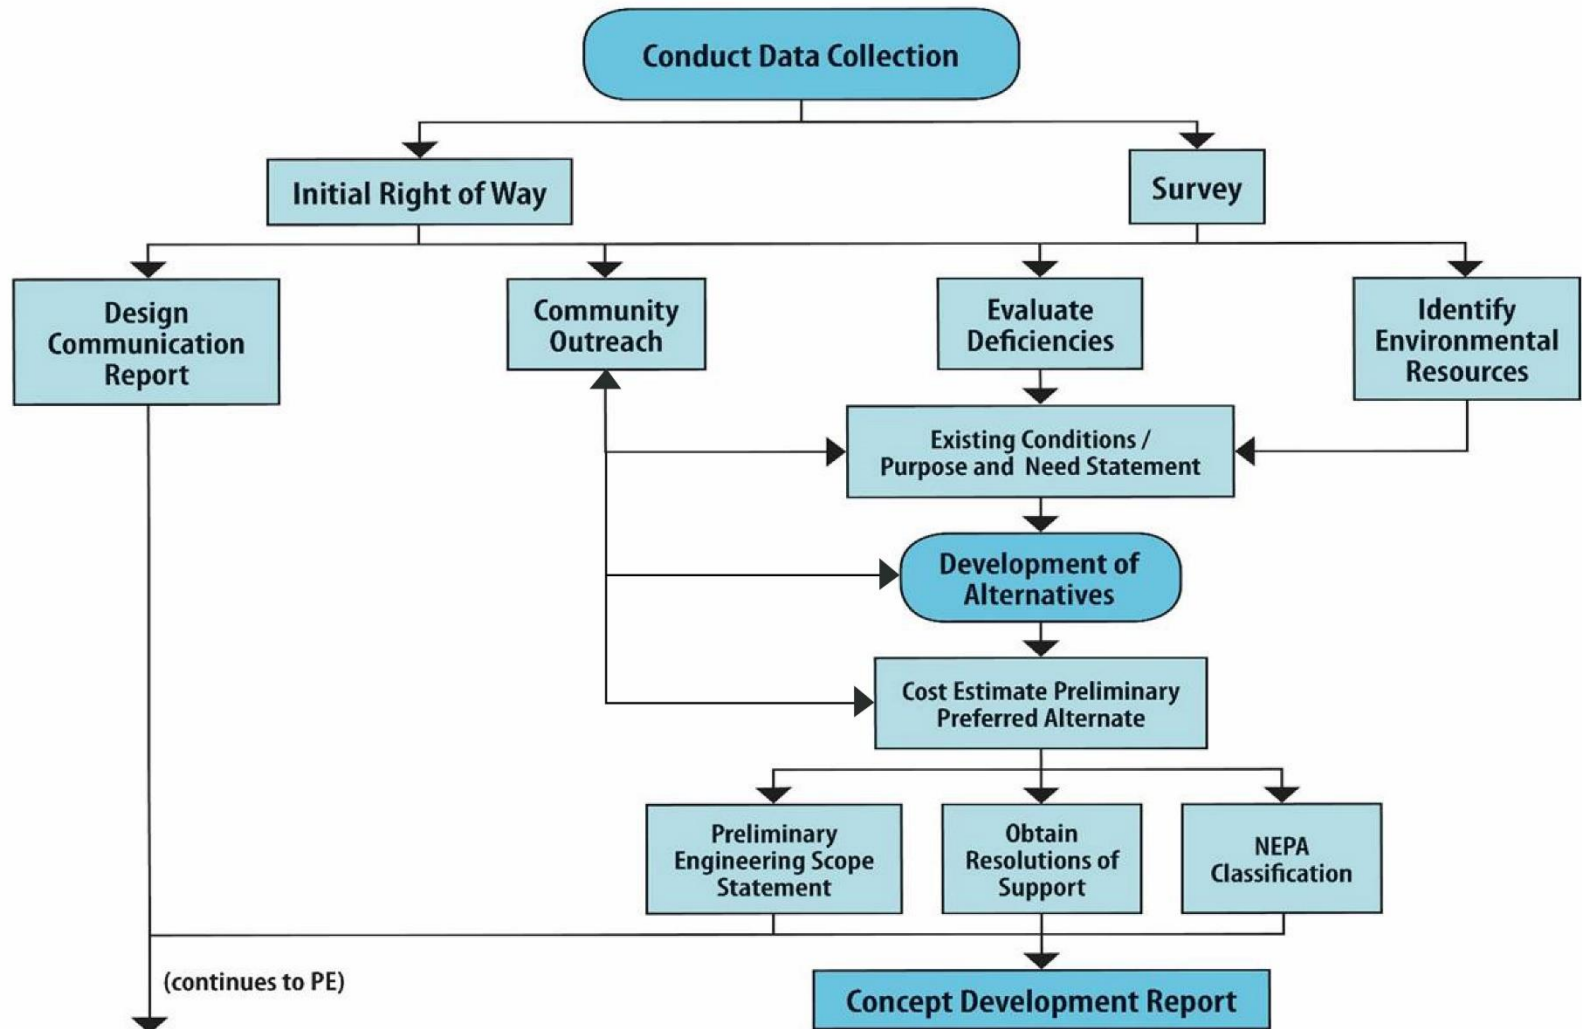 Conduct Data Collection
Initial Right of Way
Survey
Design
Communication
Report
Community
Outreach
Evaluate
Deficiencies
Identify
Environmental
Resources
Existing Conditions /
Purpose and Need Statement
Development of
Alternatives
Cost Estimate Preliminary
Preferred Alternate
Preliminary
Engineering Scope
Statement
Obtain
Resolutions of
Support
NEPA
Classification
(continues to PE)
Concept Development Report